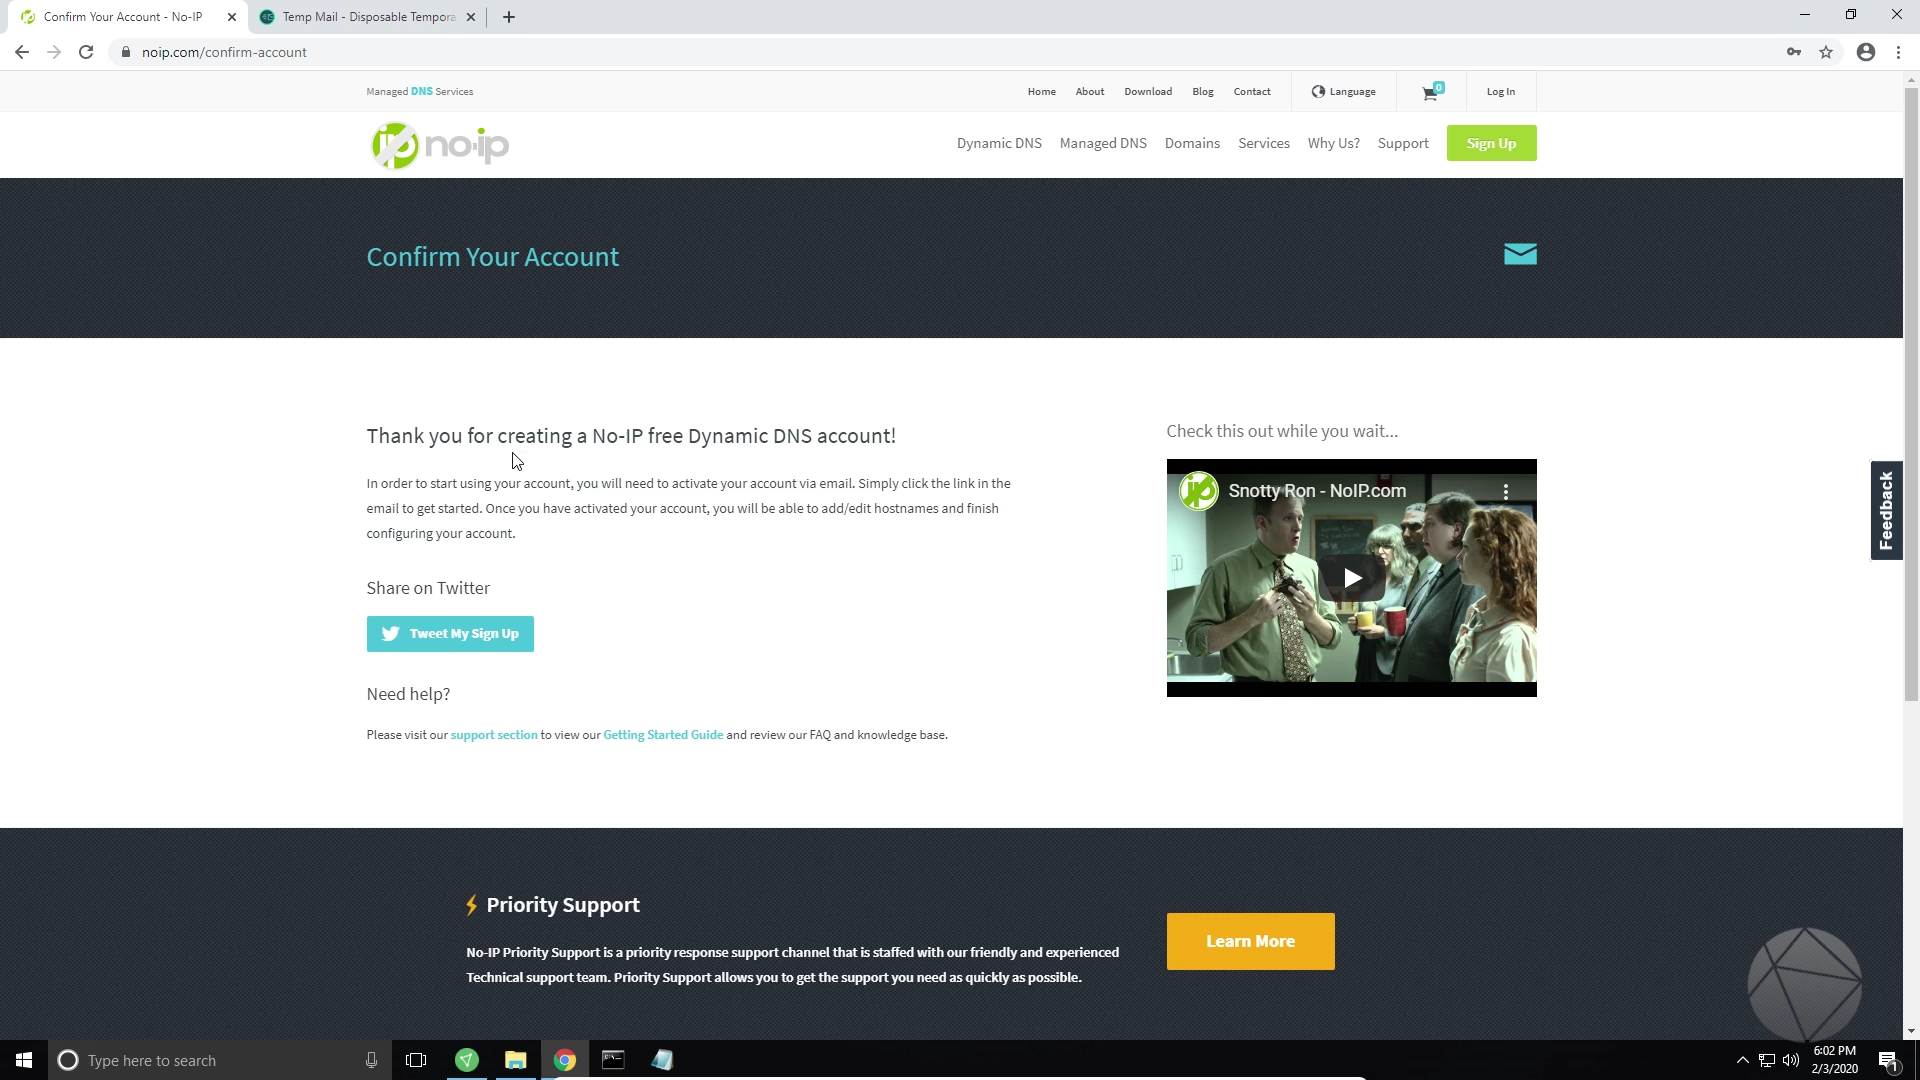 Confirm Your Account - No-IP
Temp Mail - Disposable Tempora
noip.com/confirm-account
Managed DNS Services
Home About Download Blog Contact Language 0 Log In
no-ip
Dynamic DNS Managed DNS Domains Services Why Us? Support Sign Up
Confirm Your Account
Thank you for creating a No-IP free Dynamic DNS account!
In order to start using your account, you will need to activate your account via email. Simply click the link in the
email to get started. Once you have activated your account, you will be able to add/edit hostnames and finish
configuring your account.
Share on Twitter
Tweet My Sign Up
Need help?
Please visit our support section to view our Getting Started Guide and review our FAQ and knowledge base.
Check this out while you wait...
ip Snotty Ron - NoIP.com
Feedback
Priority Support
No-IP Priority Support is a priority response support channel that is staffed with our friendly and experienced
Technical support team. Priority Support allows you to get the support you need as quickly as possible.
Learn More
Type here to search
6:02 PM
2/3/2020
1